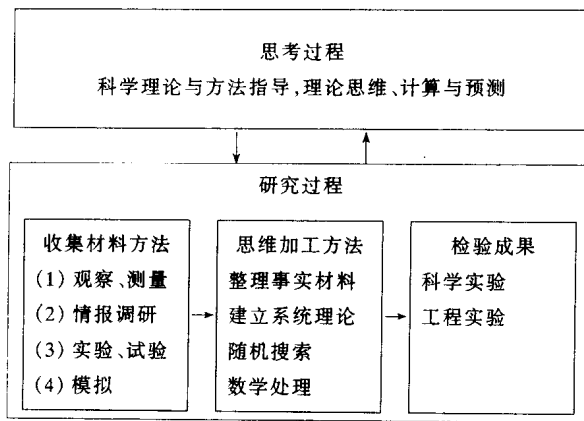 思考过程
科学理论与方法指导,理论思维、计算与预测
研究过程
收集材料方法
(1) 观察、测量
(2) 情报调研
(3) 实验、试验
(4) 模拟
思维加工方法
整理事实材料
建立系统理论
随机搜索
数学处理
检验成果
科学实验
工程实验